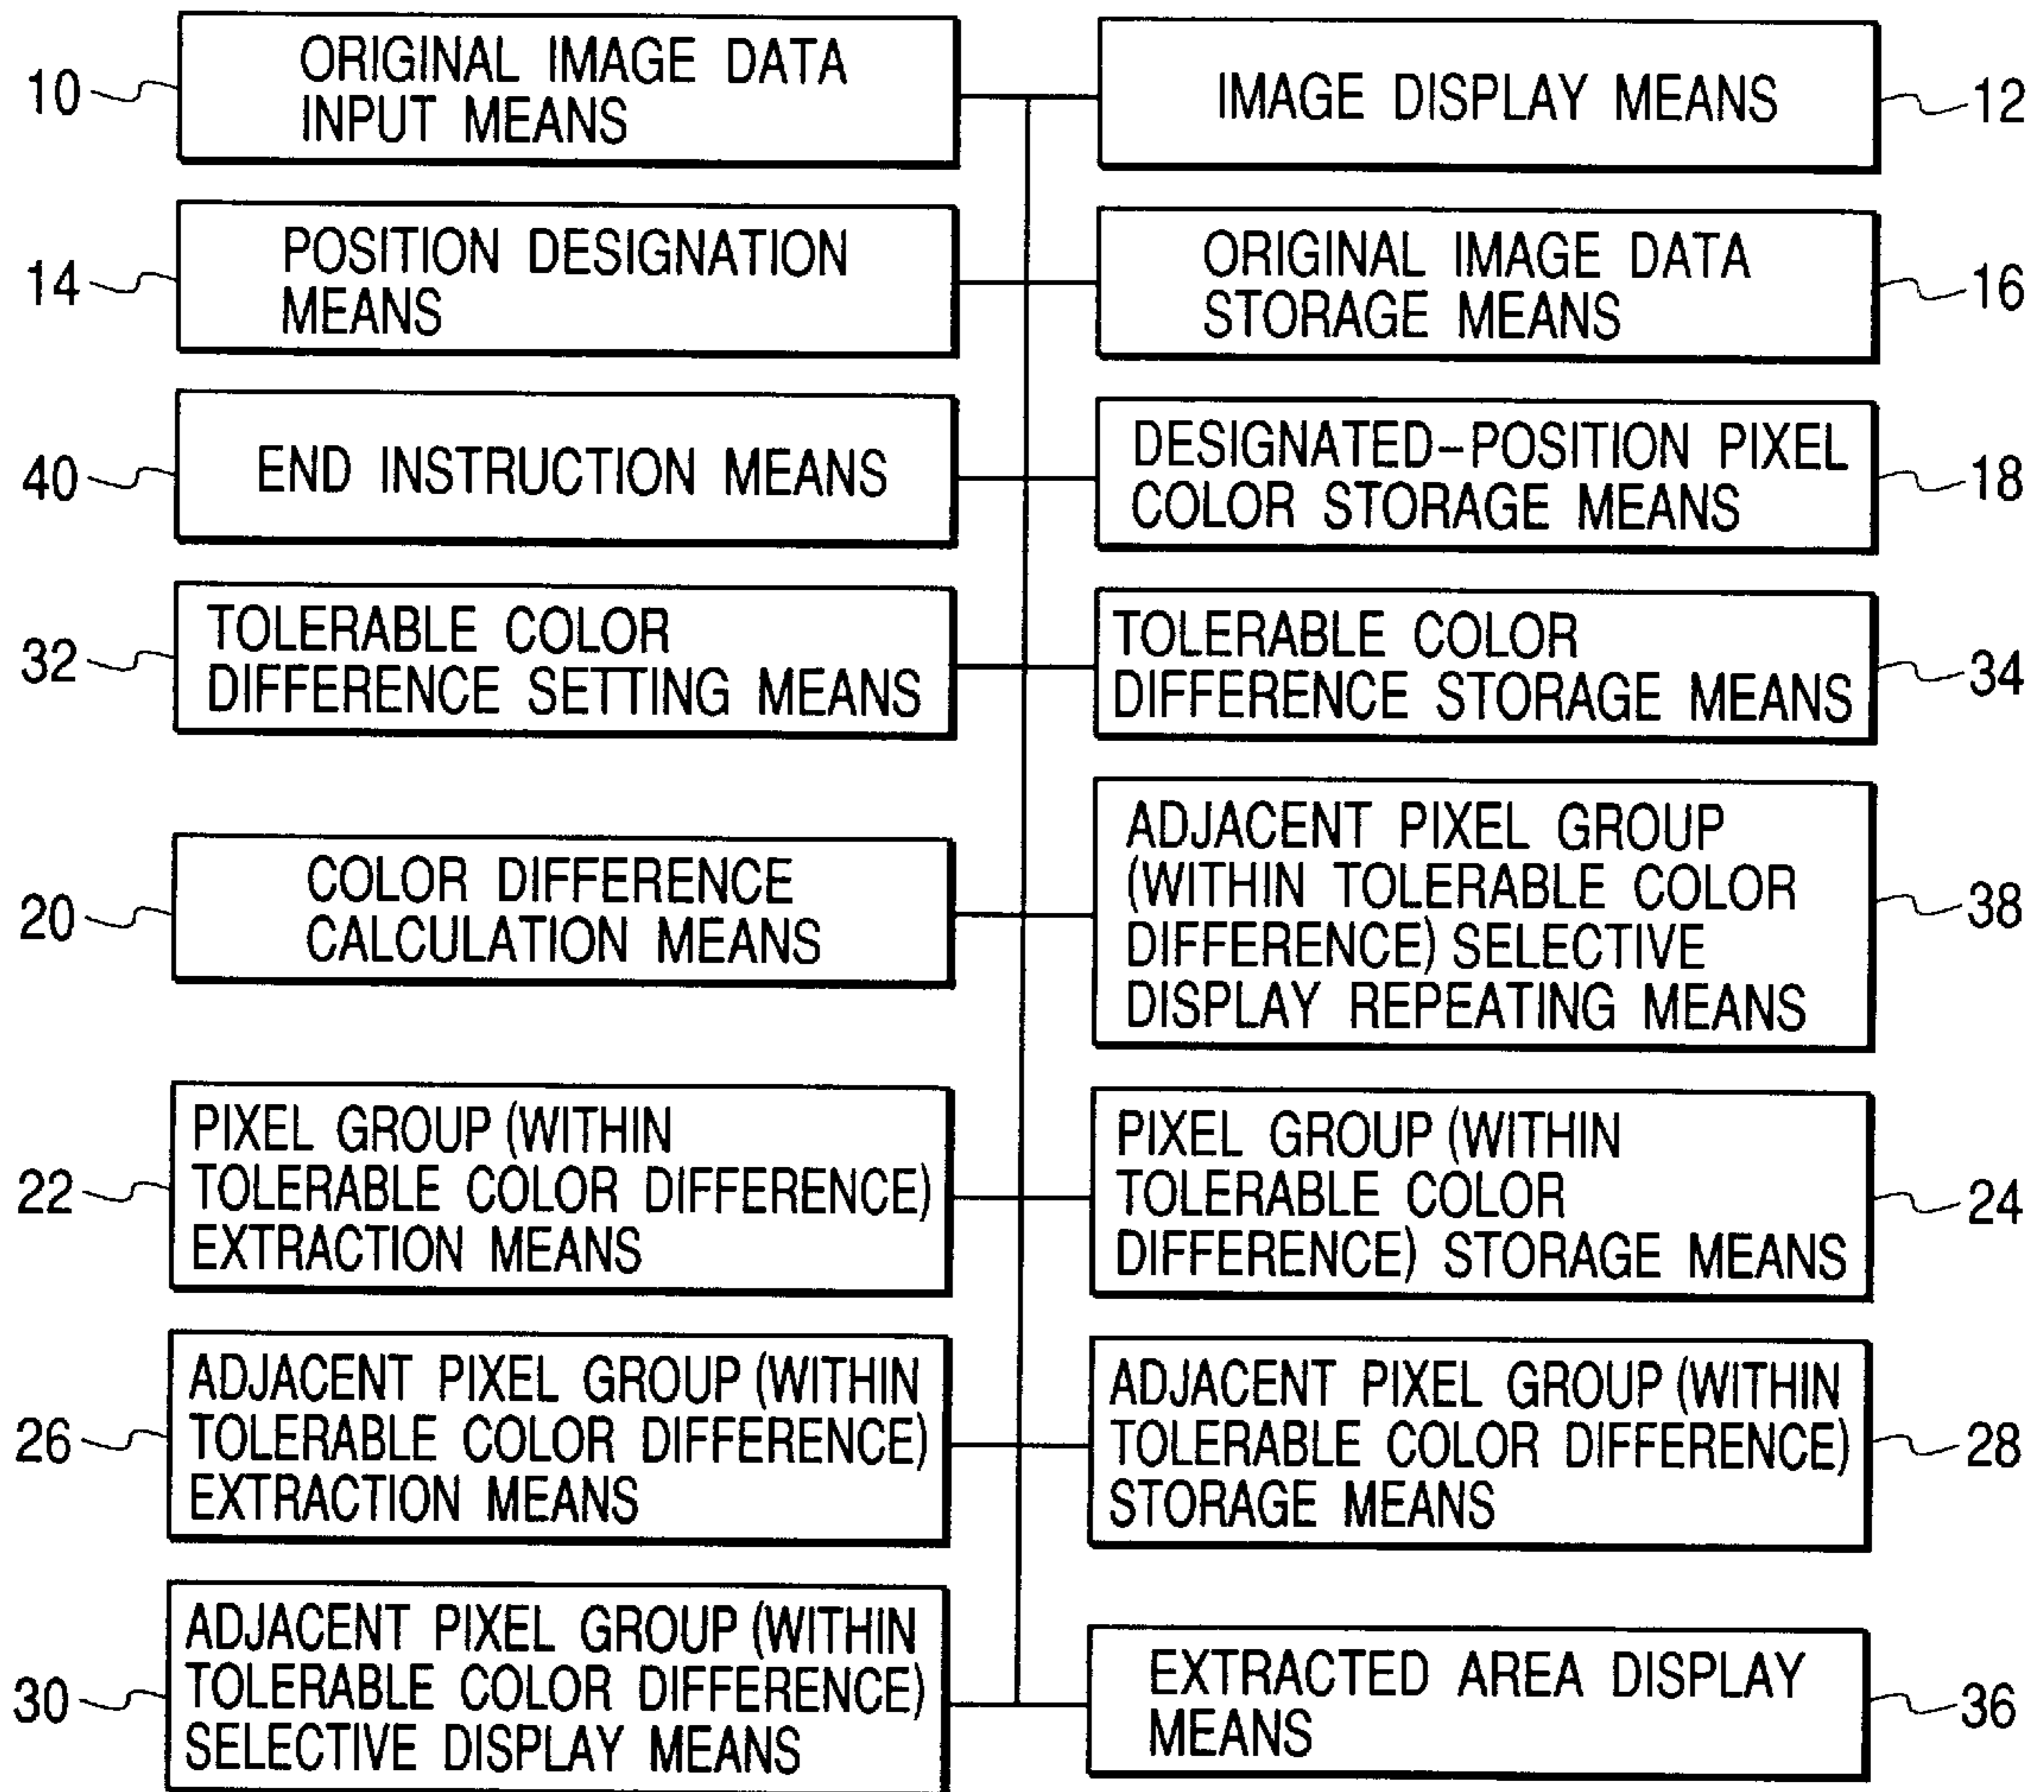 10
ORIGINAL IMAGE DATA
INPUT MEANS
IMAGE DISPLAY MEANS
12
14
POSITION DESIGNATION
MEANS
ORIGINAL IMAGE DATA
STORAGE MEANS
16
40
END INSTRUCTION MEANS
DESIGNATED-POSITION PIXEL
COLOR STORAGE MEANS
18
32
TOLERABLE COLOR
DIFFERENCE SETTING MEANS
TOLERABLE COLOR
DIFFERENCE STORAGE MEANS
34
20
COLOR DIFFERENCE
CALCULATION MEANS
ADJACENT PIXEL GROUP
(WITHIN TOLERABLE COLOR
DIFFERENCE) SELECTIVE
DISPLAY REPEATING MEANS
38
22
PIXEL GROUP (WITHIN
TOLERABLE COLOR DIFFERENCE)
EXTRACTION MEANS
PIXEL GROUP (WITHIN
TOLERABLE COLOR
DIFFERENCE) STORAGE MEANS
24
26
ADJACENT PIXEL GROUP (WITHIN
TOLERABLE COLOR DIFFERENCE)
EXTRACTION MEANS
ADJACENT PIXEL GROUP (WITHIN
TOLERABLE COLOR DIFFERENCE)
STORAGE MEANS
28
30
ADJACENT PIXEL GROUP (WITHIN
TOLERABLE COLOR DIFFERENCE)
SELECTIVE DISPLAY MEANS
EXTRACTED AREA DISPLAY
MEANS
36